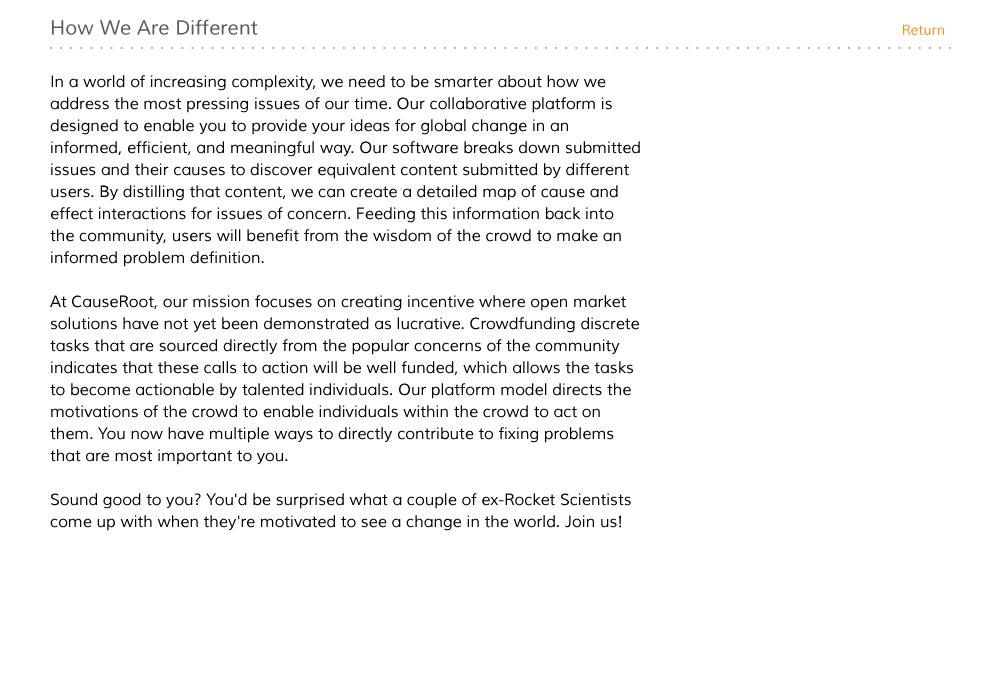 How We Are Different
Return
In a world of increasing complexity, we need to be smarter about how we
address the most pressing issues of our time. Our collaborative platform is
designed to enable you to provide your ideas for global change in an
informed, efficient, and meaningful way. Our software breaks down submitted
issues and their causes to discover equivalent content submitted by different
users. By distilling that content, we can create a detailed map of cause and
effect interactions for issues of concern. Feeding this information back into
the community, users will benefit from the wisdom of the crowd to make an
informed problem definition.
At CauseRoot, our mission focuses on creating incentive where open market
solutions have not yet been demonstrated as lucrative. Crowdfunding discrete
tasks that are sourced directly from the popular concerns of the community
indicates that these calls to action will be well funded, which allows the tasks
to become actionable by talented individuals. Our platform model directs the
motivations of the crowd to enable individuals within the crowd to act on
them. You now have multiple ways to directly contribute to fixing problems
that are most important to you.
Sound good to you? You'd be surprised what a couple of ex-Rocket Scientists
come up with when they're motivated to see a change in the world. Join us!